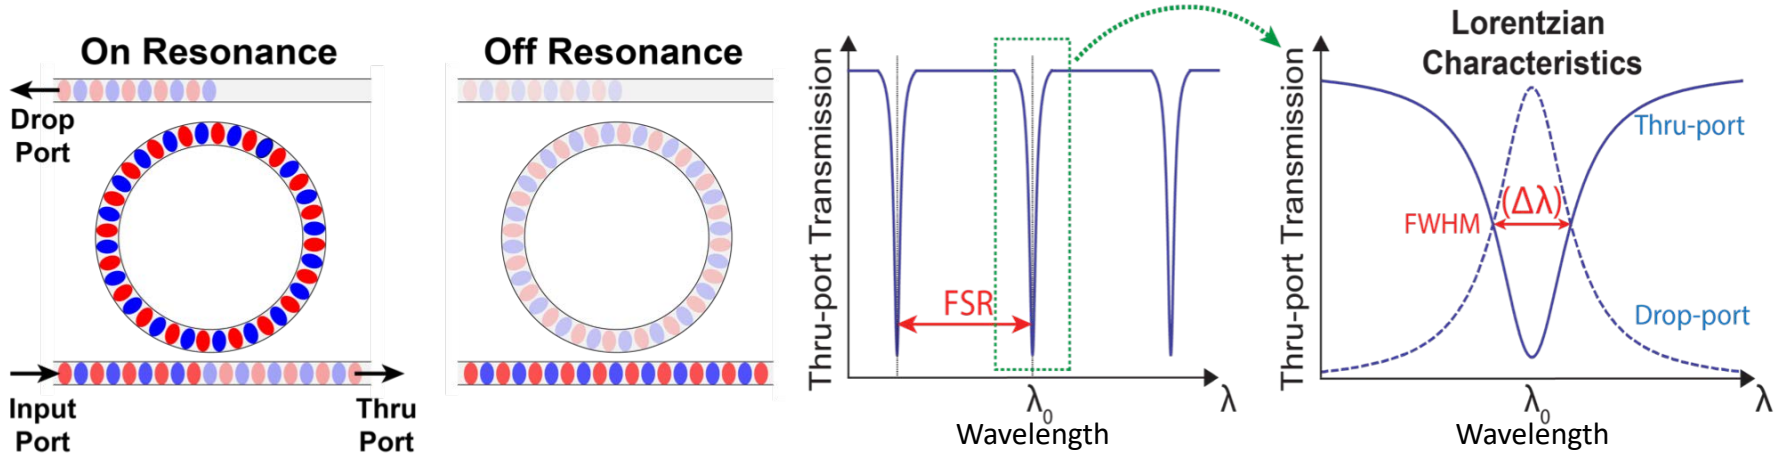 On Resonance
Drop
Port
Input
Port
Thru
Port
Off Resonance
Thru-port Transmission
FSR
λ₀
λ
Wavelength
Lorentzian
Characteristics
Thru-port Transmission
Thru-port
(Δλ)
FWHM
Drop-port
λ₀
λ
Wavelength